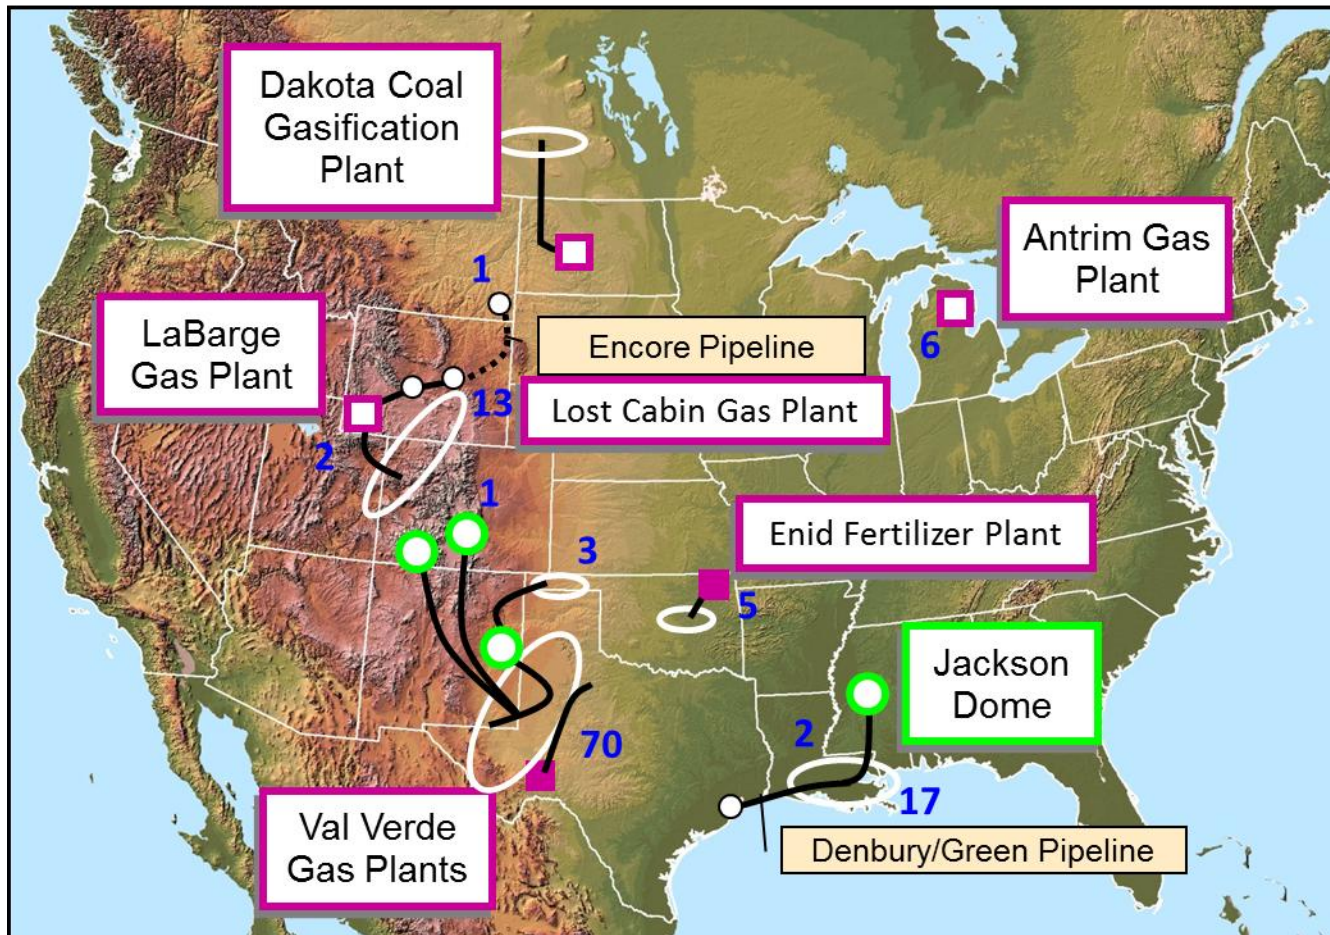 Dakota Coal
Gasification
Plant
Antrim Gas
Plant
1
LaBarge
Gas Plant
Encore Pipeline
6
13
Lost Cabin Gas Plant
2
1
Enid Fertilizer Plant
3
5
Jackson
Dome
2
70
17
Val Verde
Gas Plants
Denbury/Green Pipeline